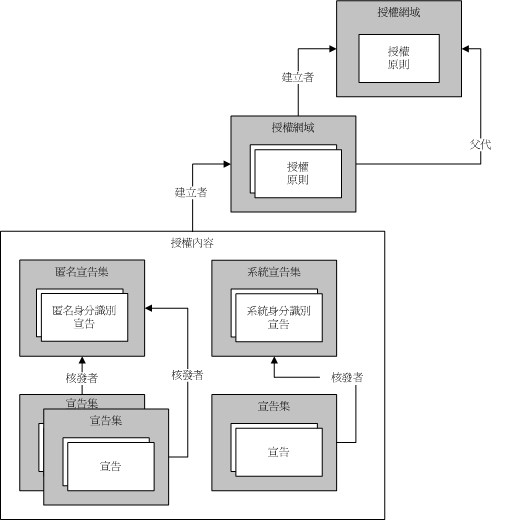 授權網域
授權
原則
建立者
授權網域
父代
授權
原則
建立者
授權內容
匿名宣告集
系統宣告集
匿名身分識別
宣告
系統身分識別
宣告
核發者
核發者
核發者
宣告集
宣告集
宣告集
宣告
宣告